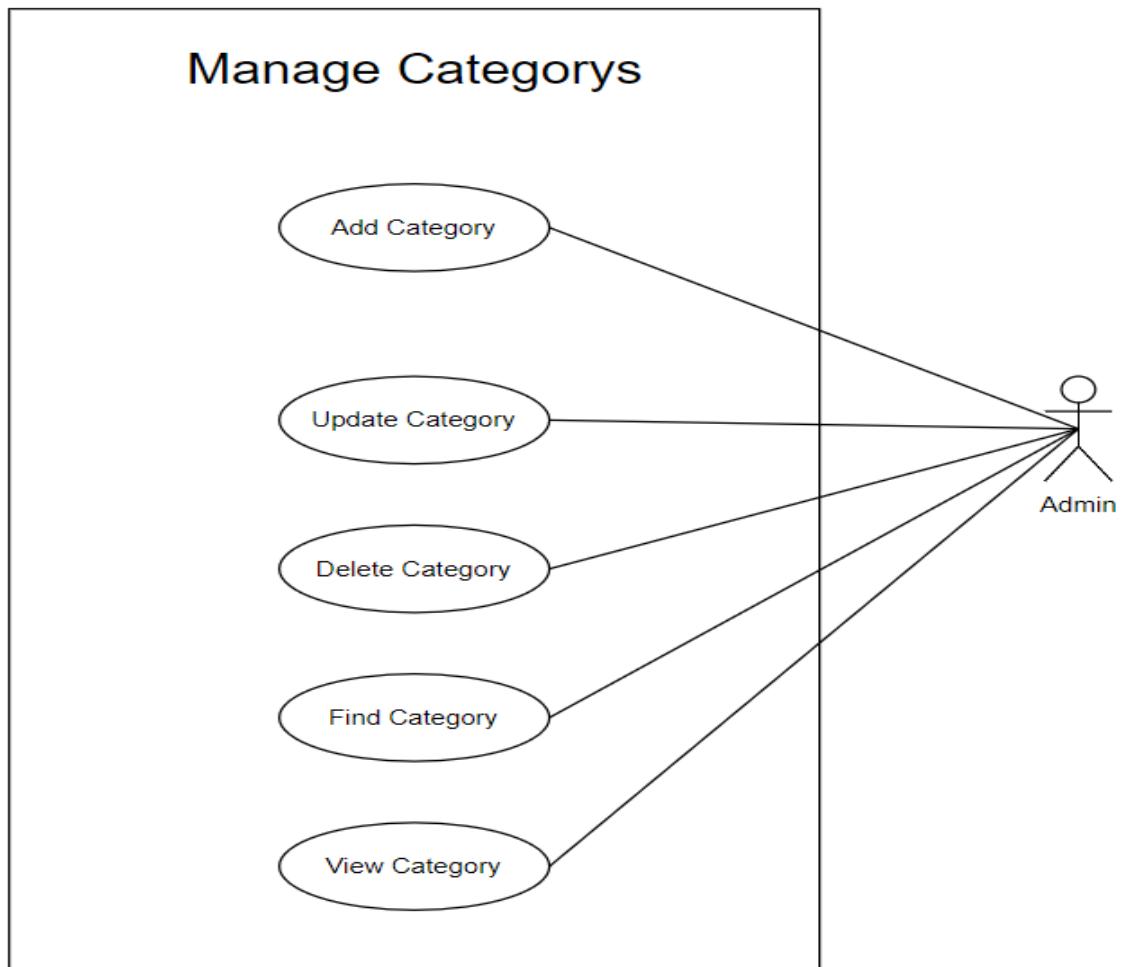 Manage Categorys
Add Category
Update Category
Delete Category
Find Category
View Category
Admin